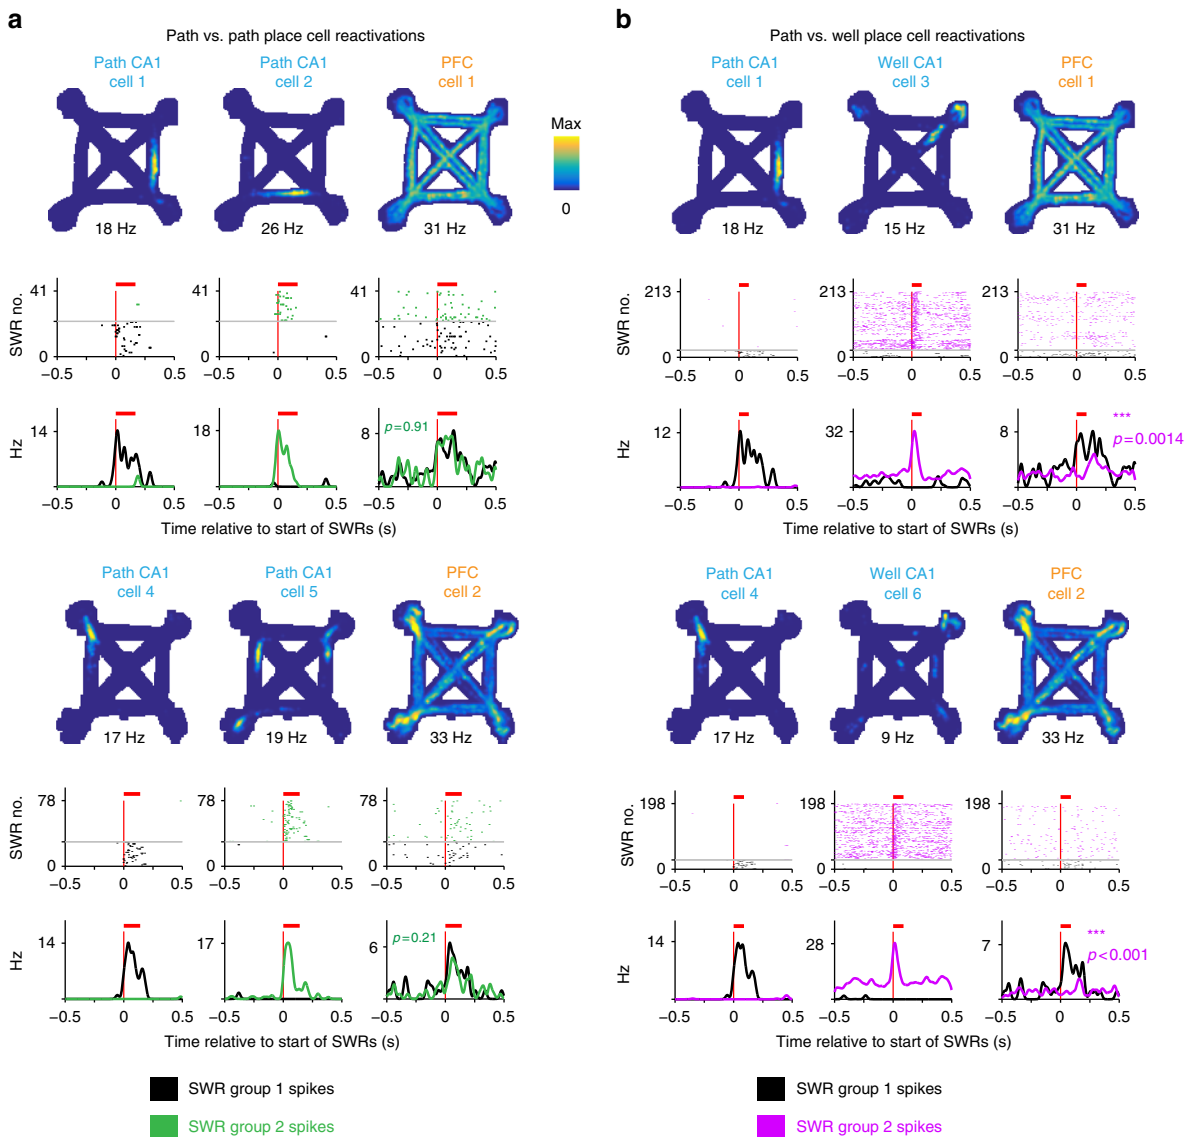 a
Path vs. path place cell reactivations
Path CA1 cell 1
Path CA1 cell 2
PFC cell 1
Max
0
18 Hz
26 Hz
31 Hz
SWR no.
41
0
−0.5 0 0.5
41
0
−0.5 0 0.5
41
0
−0.5 0 0.5
Hz
14
−0.5 0 0.5
18
−0.5 0 0.5
8
p=0.91
−0.5 0 0.5
Time relative to start of SWRs (s)
Path CA1 cell 4
Path CA1 cell 5
PFC cell 2
17 Hz
19 Hz
33 Hz
SWR no.
78
0
−0.5 0 0.5
78
0
−0.5 0 0.5
78
0
−0.5 0 0.5
Hz
14
−0.5 0 0.5
17
−0.5 0 0.5
6
p=0.21
−0.5 0 0.5
Time relative to start of SWRs (s)
SWR group 1 spikes
SWR group 2 spikes
b
Path vs. well place cell reactivations
Path CA1 cell 1
Well CA1 cell 3
PFC cell 1
18 Hz
15 Hz
31 Hz
SWR no.
213
0
−0.5 0 0.5
213
0
−0.5 0 0.5
213
0
−0.5 0 0.5
Hz
12
−0.5 0 0.5
32
−0.5 0 0.5
8
***
p=0.0014
−0.5 0 0.5
Time relative to start of SWRs (s)
Path CA1 cell 4
Well CA1 cell 6
PFC cell 2
17 Hz
9 Hz
33 Hz
SWR no.
198
0
−0.5 0 0.5
198
0
−0.5 0 0.5
198
0
−0.5 0 0.5
Hz
14
−0.5 0 0.5
28
−0.5 0 0.5
7
***
p<0.001
−0.5 0 0.5
Time relative to start of SWRs (s)
SWR group 1 spikes
SWR group 2 spikes